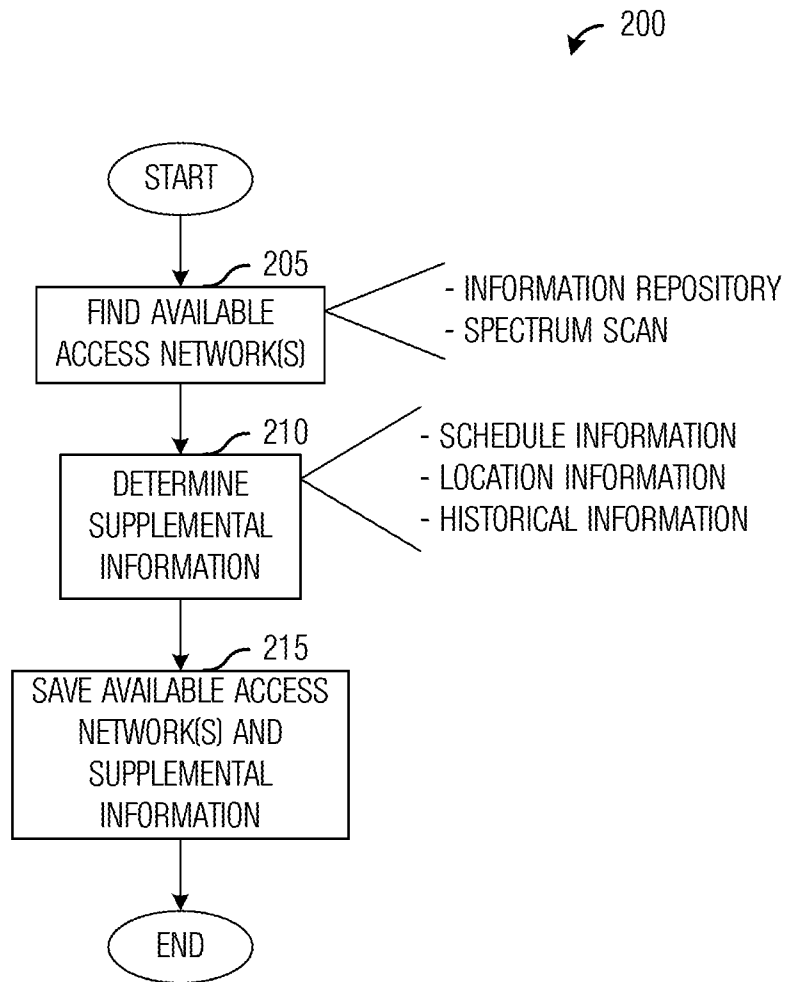 200
START
205
FIND AVAILABLE
ACCESS NETWORK(S)
- INFORMATION REPOSITORY
- SPECTRUM SCAN
210
DETERMINE
SUPPLEMENTAL
INFORMATION
- SCHEDULE INFORMATION
- LOCATION INFORMATION
- HISTORICAL INFORMATION
215
SAVE AVAILABLE ACCESS
NETWORK(S) AND
SUPPLEMENTAL
INFORMATION
END